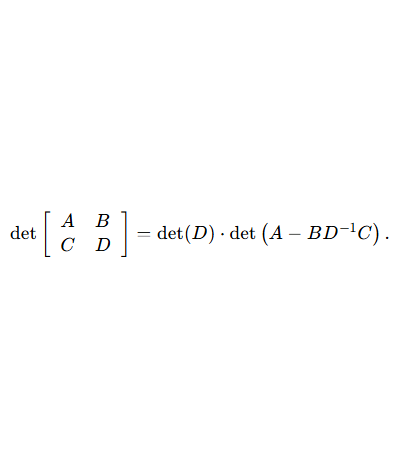 det [ A B
C D ] = det(D) · det (A − BD⁻¹C) .